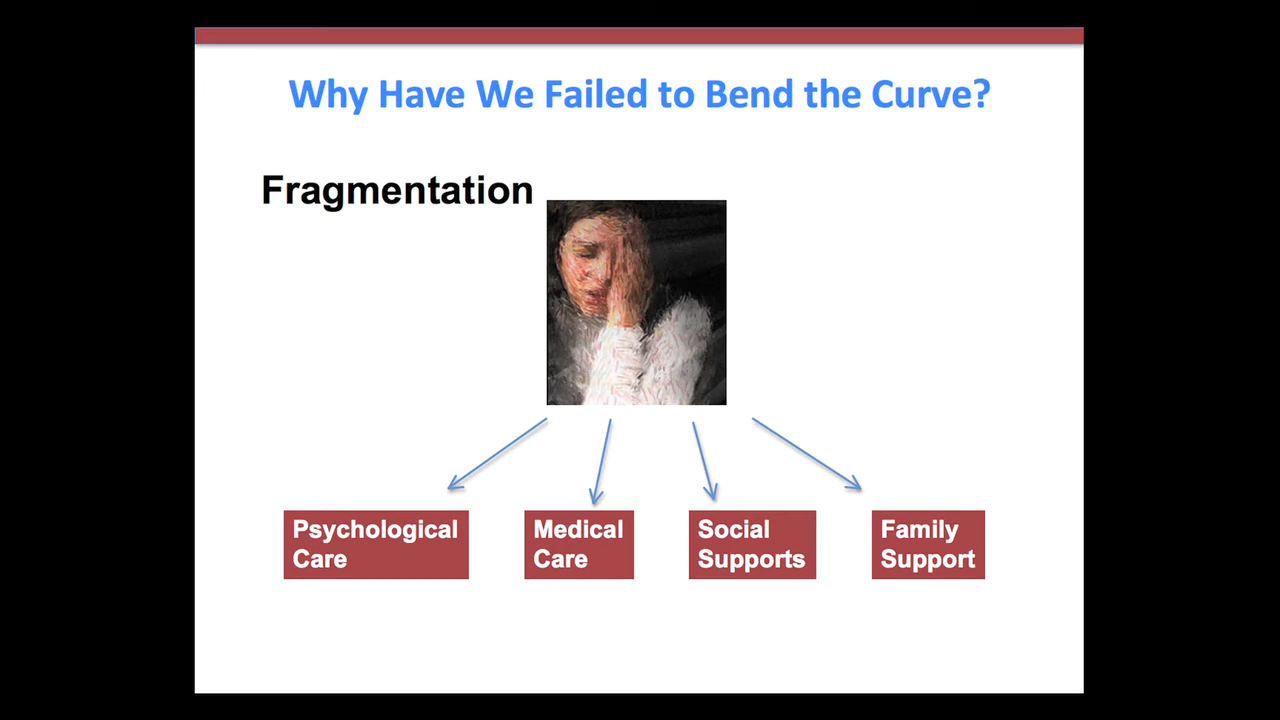 Why Have We Failed to Bend the Curve?
Fragmentation
Psychological
Care
Medical
Care
Social
Supports
Family
Support